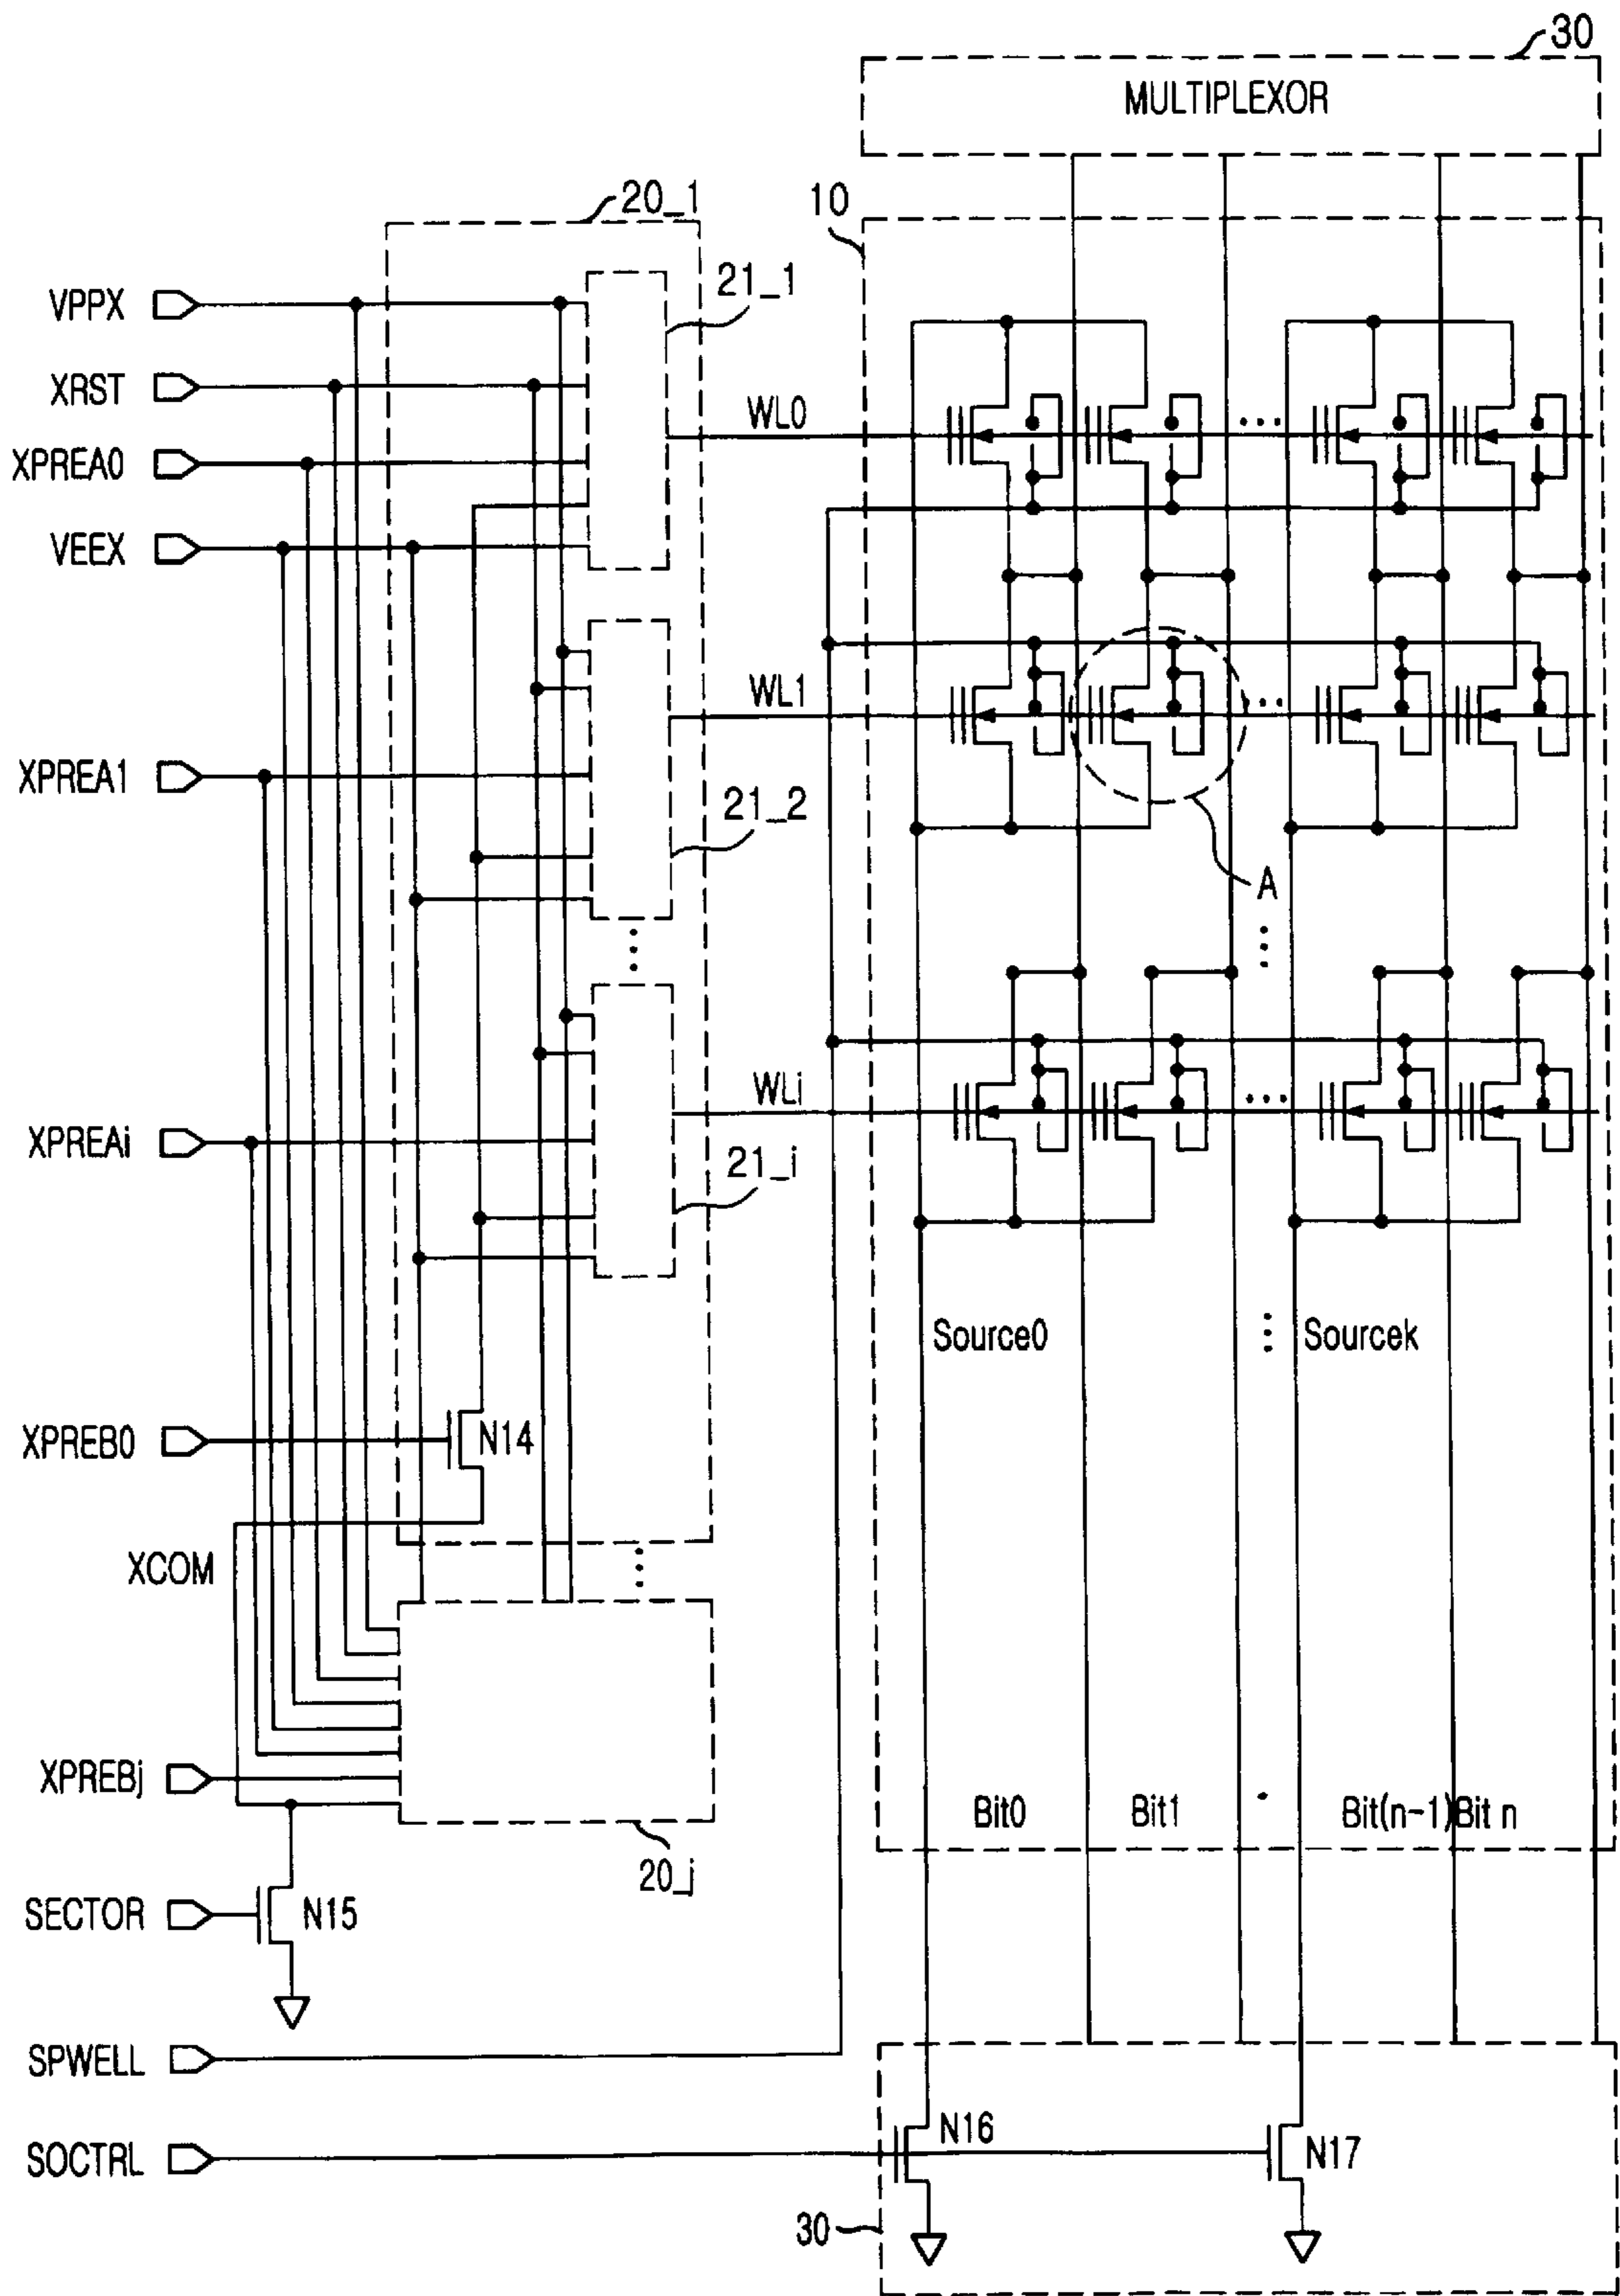 30
MULTIPLEXOR
20_1
10
VPPX
21_1
XRST
WL0
XPREA0
VEEX
WL1
XPREA1
21_2
A
WLi
XPREAi
21_i
Source0
Sourcek
XPREB0
N14
XCOM
XPREBj
Bit0
Bit1
Bit(n-1)
Bit n
20_j
SECTOR
N15
SPWELL
N16
SOCTRL
N17
30